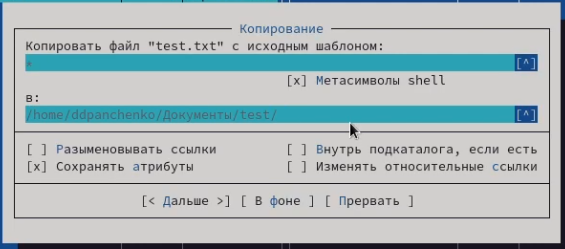 Копирование
Копировать файл "test.txt" с исходным шаблоном:
* [^]
[x] Метасимволы shell
в:
/home/ddpanchenko/Документы/test/ [^]
[ ] Разыменовывать ссылки [ ] Внутрь подкаталога, если есть
[x] Сохранять атрибуты [ ] Изменять относительные ссылки
[< Дальше >] [ В фоне ] [ Прервать ]